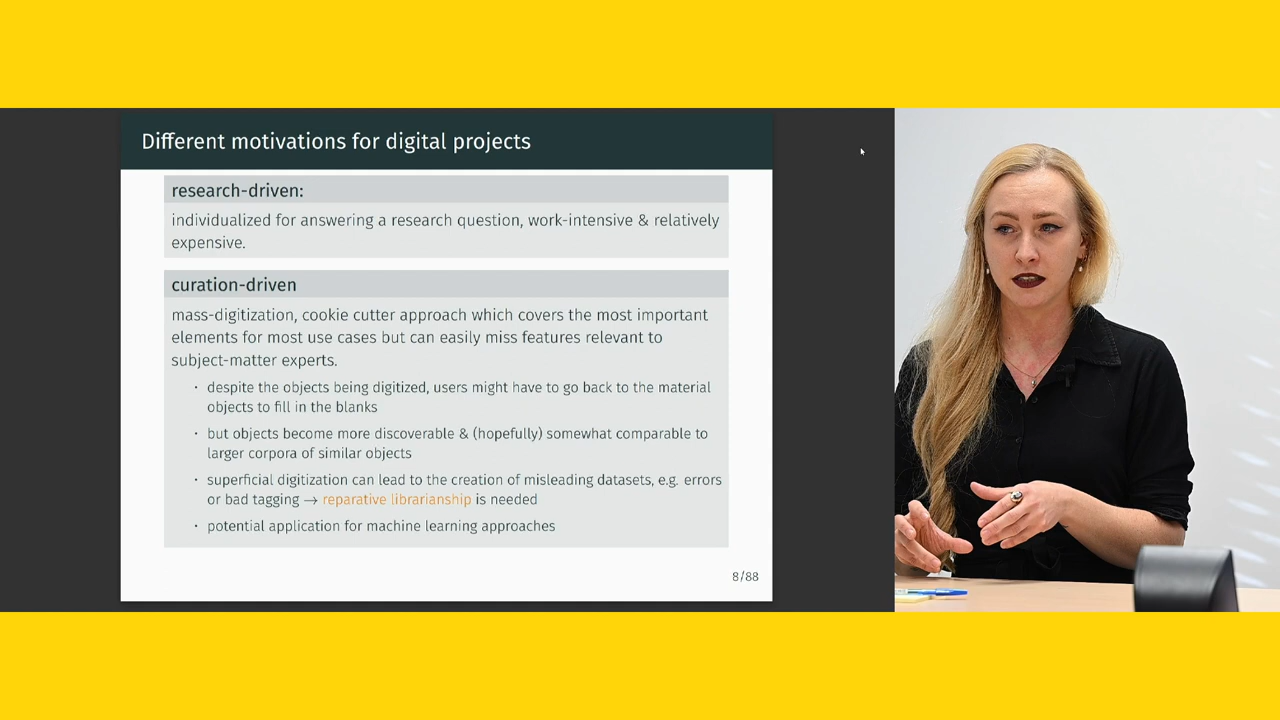 Different motivations for digital projects
research-driven:
individualized for answering a research question, work-intensive & relatively
expensive.
curation-driven
mass-digitization, cookie cutter approach which covers the most important
elements for most use cases but can easily miss features relevant to
subject-matter experts.
· despite the objects being digitized, users might have to go back to the material
objects to fill in the blanks
· but objects become more discoverable & (hopefully) somewhat comparable to
larger corpora of similar objects
· superficial digitization can lead to the creation of misleading datasets, e.g. errors
or bad tagging → reparative librarianship is needed
· potential application for machine learning approaches
8/88